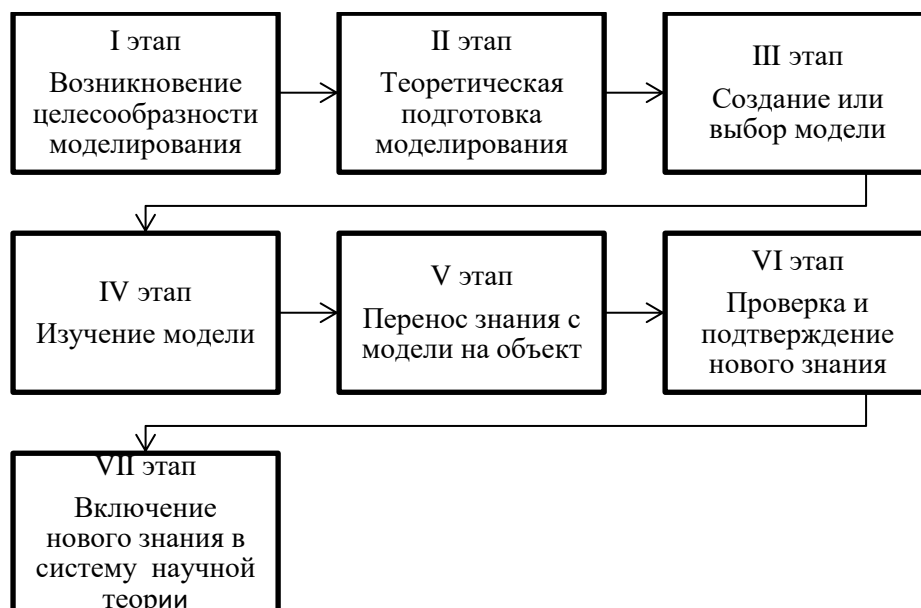 I этап
Возникновение
целесообразности
моделирования
II этап
Теоретическая
подготовка
моделирования
III этап
Создание или
выбор модели
IV этап
Изучение модели
V этап
Перенос знания с
модели на объект
VI этап
Проверка и
подтверждение
нового знания
VII этап
Включение
нового знания в
систему научной
теории